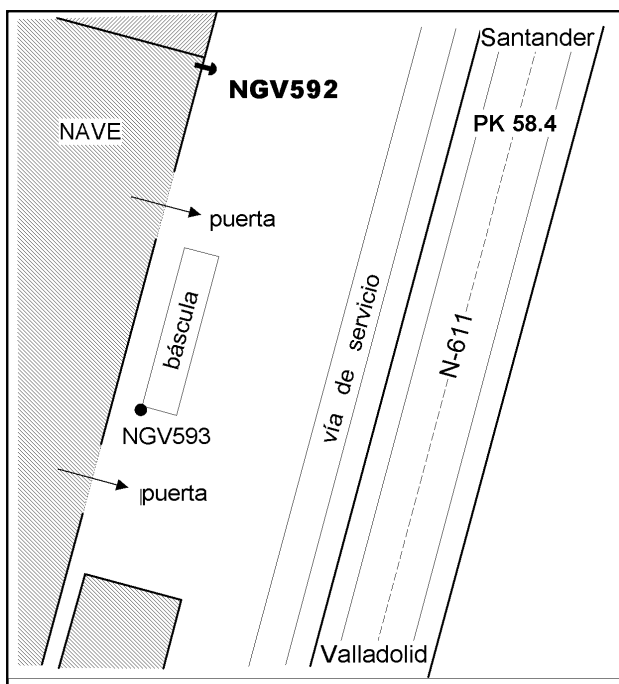 Santander
NGV592
PK 58.4
NAVE
puerta
báscula
vía de servicio
N-611
NGV593
puerta
Valladolid